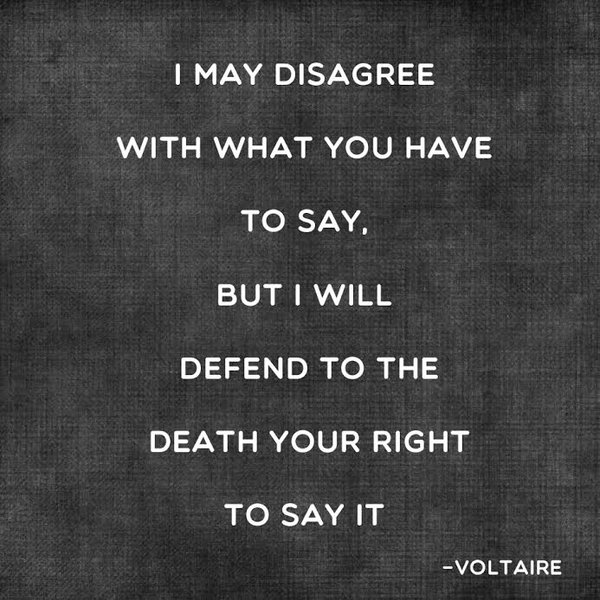 I MAY DISAGREE
WITH WHAT YOU HAVE
TO SAY,
BUT I WILL
DEFEND TO THE
DEATH YOUR RIGHT
TO SAY IT
-VOLTAIRE